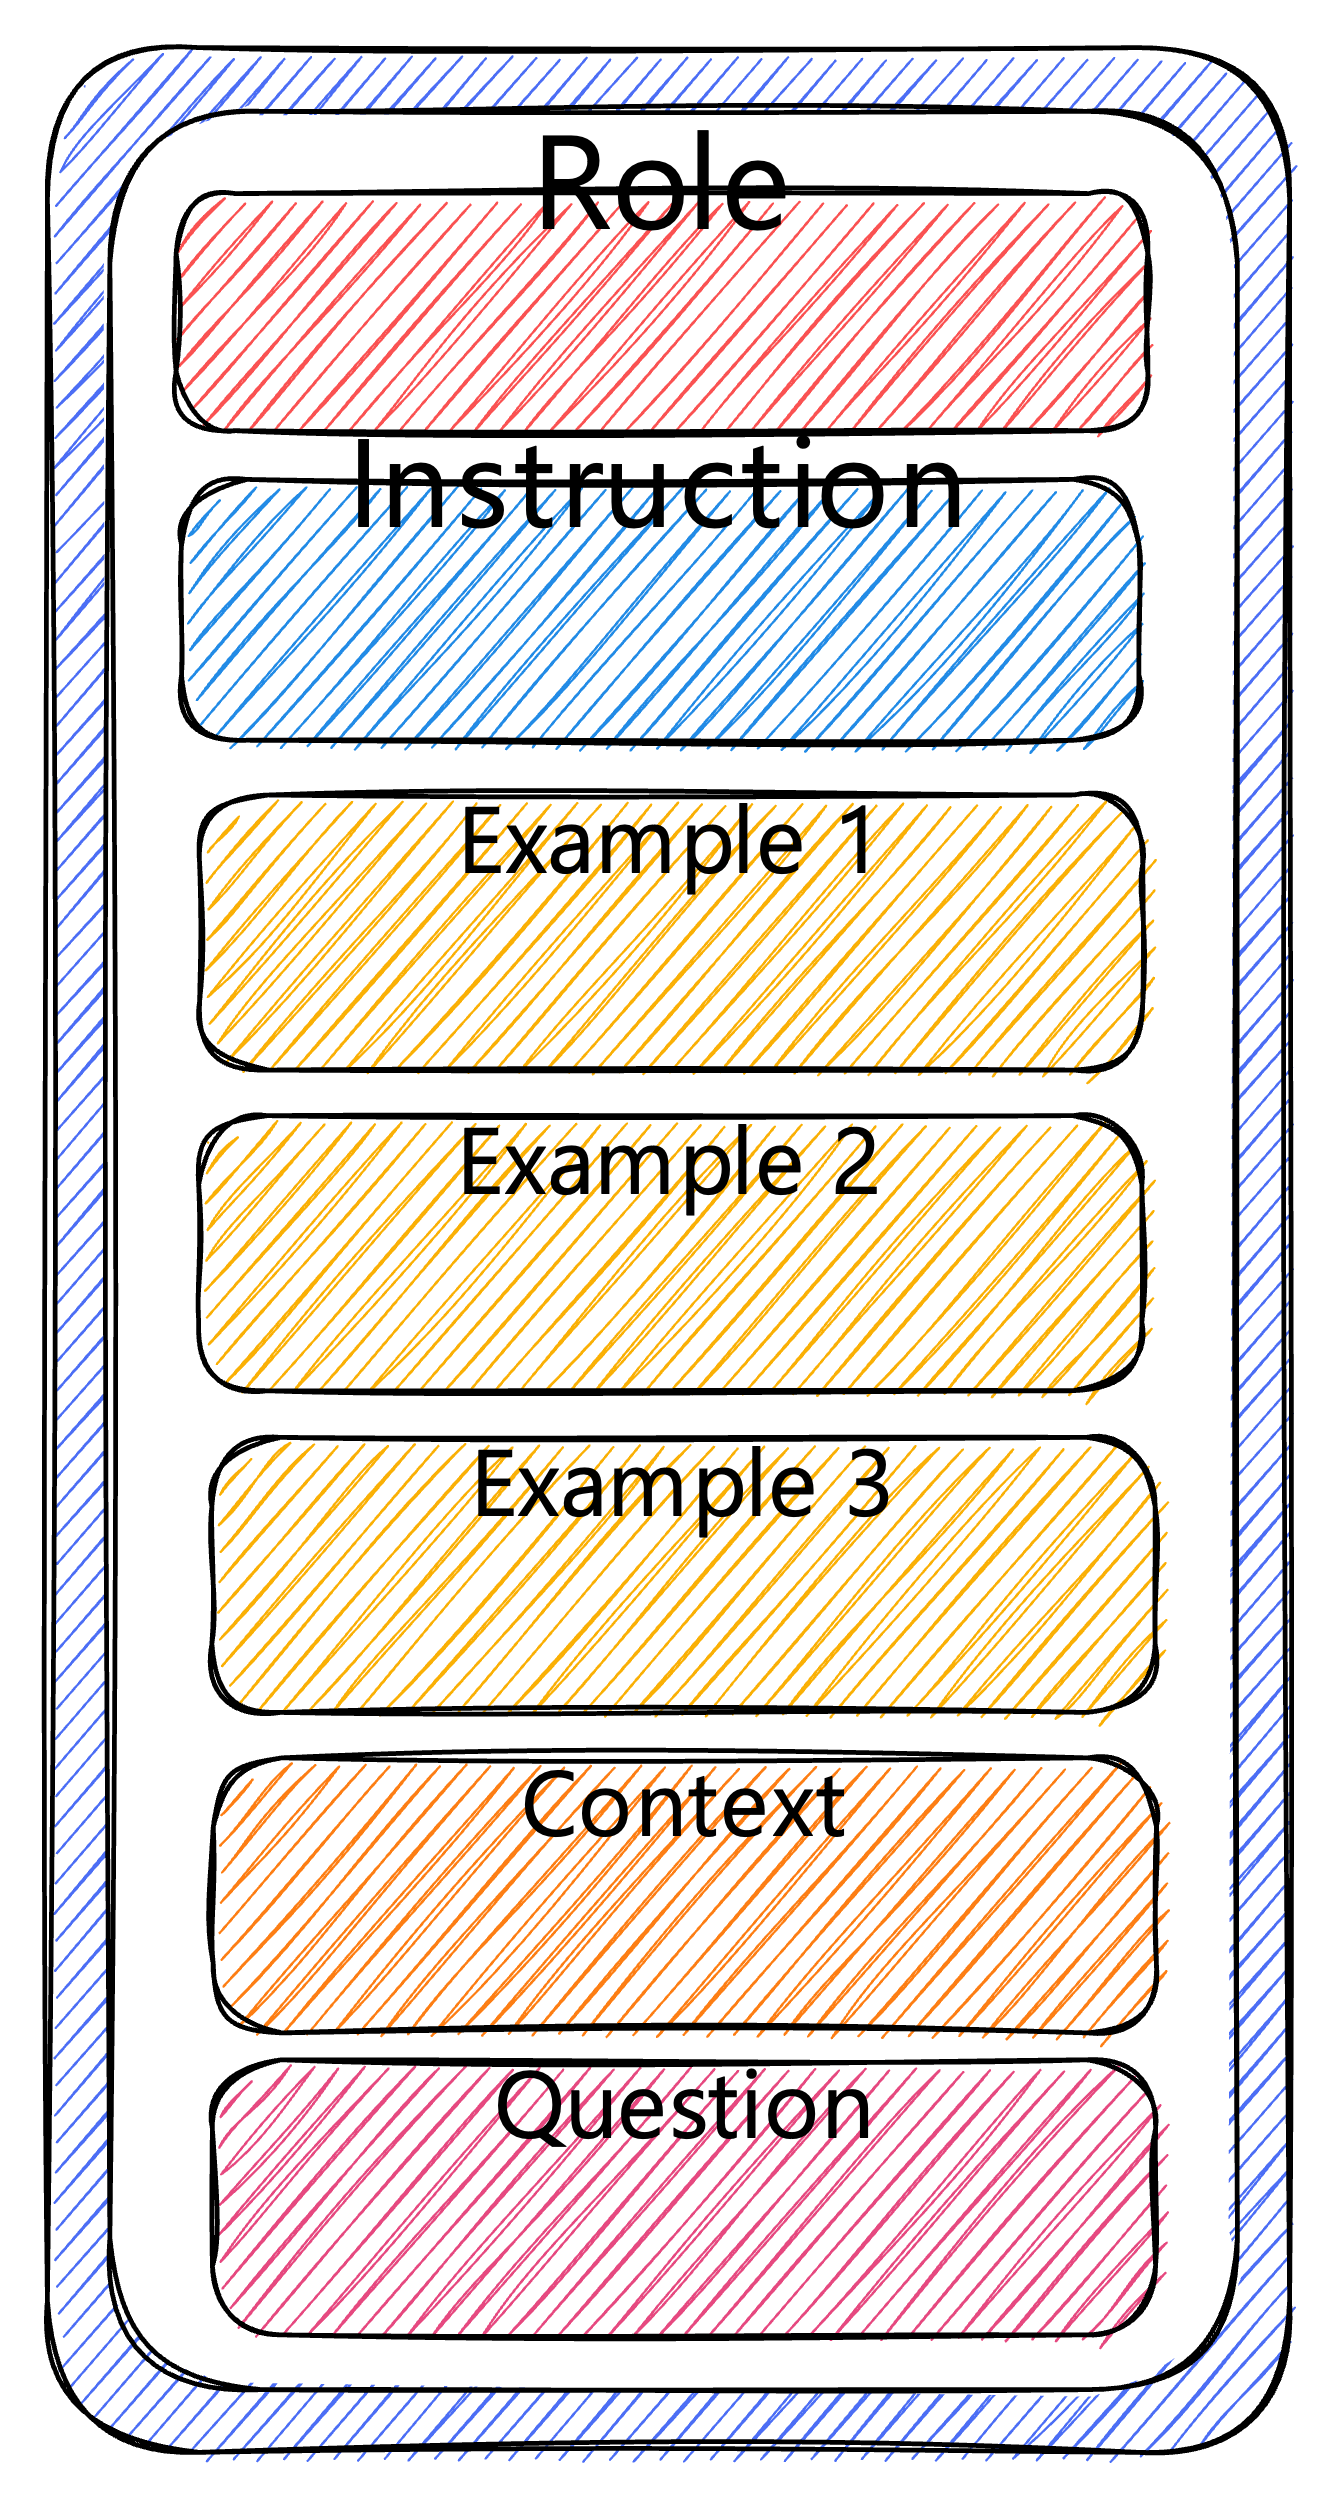 Role
Instruction
Example 1
Example 2
Example 3
Context
Question